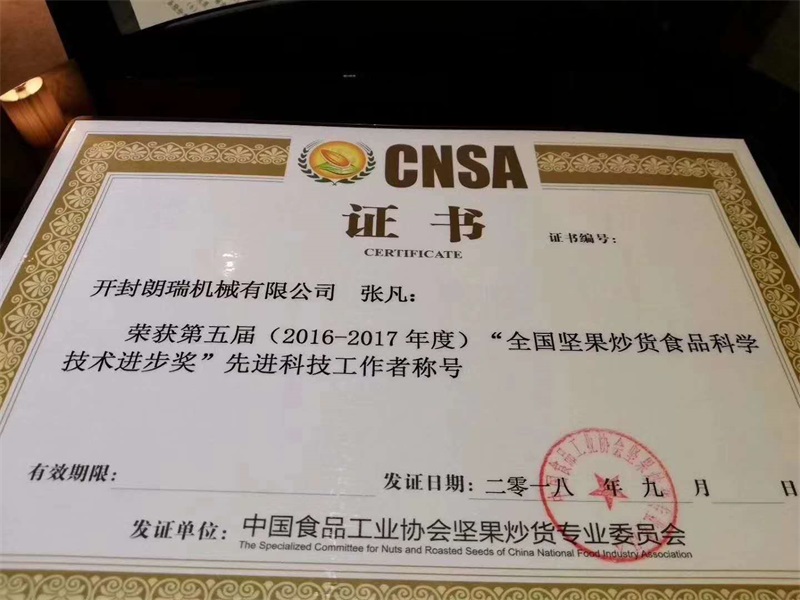 CNSA
证书
CERTIFICATE
证书编号:
开封朗瑞机械有限公司 张凡:
荣获第五届(2016-2017年度)“全国坚果炒货食品科学
技术进步奖”先进科技工作者称号
有效期限:
发证日期: 二零一八 年 九 月 日
发证单位: 中国食品工业协会坚果炒货专业委员会
The Specialized Committee for Nuts and Roasted Seeds of China National Food Industry Association